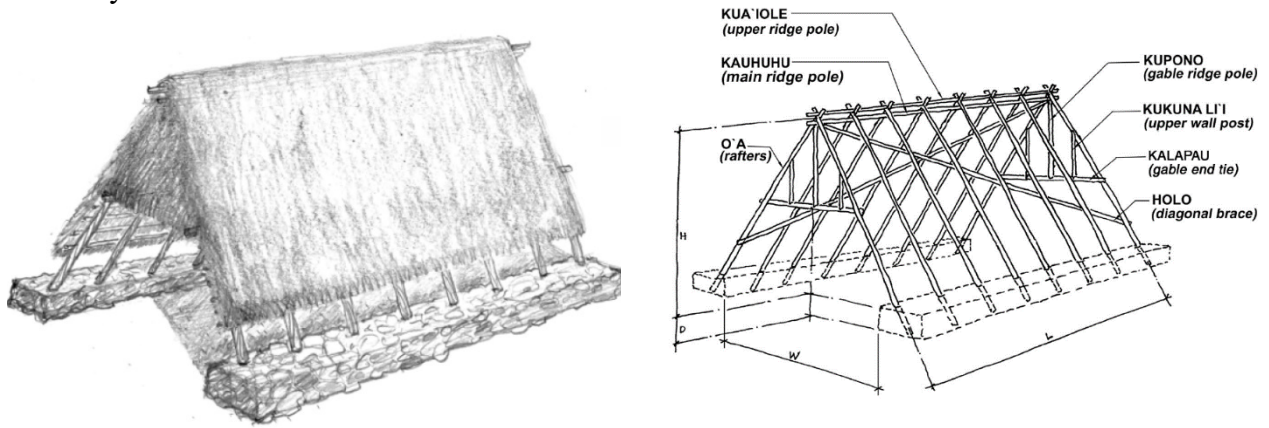 KUA`IOLE
(upper ridge pole)
KAUHUHU
(main ridge pole)
O`A
(rafters)
KUPONO
(gable ridge pole)
KUKUNA LI`I
(upper wall post)
KALAPAU
(gable end tie)
HOLO
(diagonal brace)
H
D
W
L